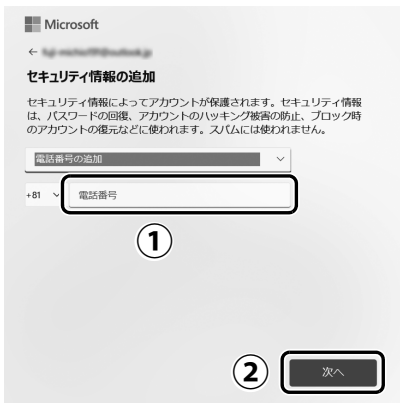 Microsoft
←
セキュリティ情報の追加
セキュリティ情報によってアカウントが保護されます。セキュリティ情報
は、パスワードの回復、アカウントのハッキング被害の防止、ブロック時
のアカウントの復元などに使われます。スパムには使われません。
電話番号の追加
+81 電話番号
①
② 次へ